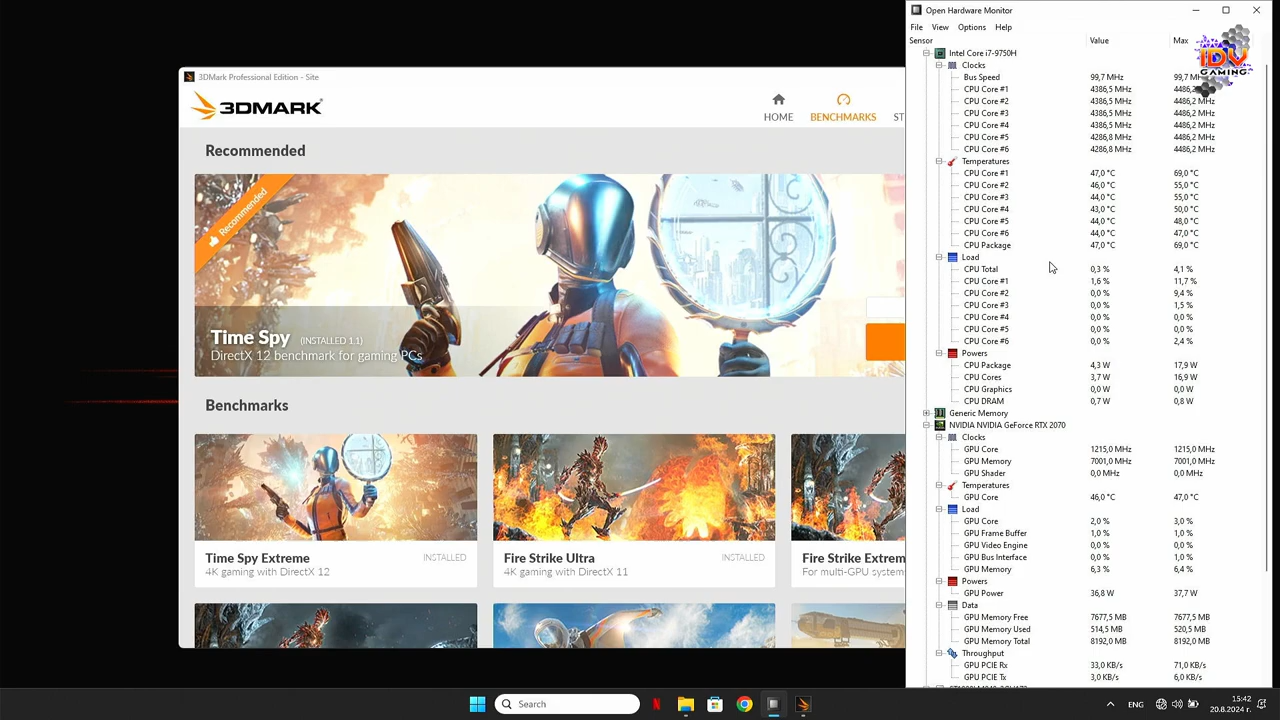 3DMark Professional Edition - Site
3DMARK
HOME
BENCHMARKS
ST
Recommended
Recommended
Time Spy (INSTALLED 1.1)
DirectX 12 benchmark for gaming PCs
Benchmarks
Time Spy Extreme INSTALLED
4K gaming with DirectX 12
Fire Strike Ultra INSTALLED
4K gaming with DirectX 11
Fire Strike Extrem
For multi-GPU system
Open Hardware Monitor
File View Options Help
Sensor Value Max
IDV
GAMING
Intel Core i7-9750H
Clocks
Bus Speed 99,7 MHz 99,7 MH
CPU Core #1 4386,5 MHz 4486,2
CPU Core #2 4386,5 MHz 4486,2 MHz
CPU Core #3 4386,5 MHz 4486,2 MHz
CPU Core #4 4386,5 MHz 4486,2 MHz
CPU Core #5 4286,8 MHz 4486,2 MHz
CPU Core #6 4286,8 MHz 4486,2 MHz
Temperatures
CPU Core #1 47,0 °C 69,0 °C
CPU Core #2 46,0 °C 55,0 °C
CPU Core #3 44,0 °C 55,0 °C
CPU Core #4 43,0 °C 50,0 °C
CPU Core #5 44,0 °C 48,0 °C
CPU Core #6 44,0 °C 47,0 °C
CPU Package 47,0 °C 69,0 °C
Load
CPU Total 0,3 % 4,1 %
CPU Core #1 1,6 % 11,7 %
CPU Core #2 0,0 % 9,4 %
CPU Core #3 0,0 % 1,5 %
CPU Core #4 0,0 % 0,0 %
CPU Core #5 0,0 % 0,0 %
CPU Core #6 0,0 % 2,4 %
Powers
CPU Package 4,3 W 17,9 W
CPU Cores 3,7 W 16,9 W
CPU Graphics 0,0 W 0,0 W
CPU DRAM 0,7 W 0,8 W
Generic Memory
NVIDIA NVIDIA GeForce RTX 2070
Clocks
GPU Core 1215,0 MHz 1215,0 MHz
GPU Memory 7001,0 MHz 7001,0 MHz
GPU Shader 0,0 MHz 0,0 MHz
Temperatures
GPU Core 46,0 °C 47,0 °C
Load
GPU Core 2,0 % 3,0 %
GPU Frame Buffer 1,0 % 1,0 %
GPU Video Engine 0,0 % 0,0 %
GPU Bus Interface 0,0 % 1,0 %
GPU Memory 6,3 % 6,4 %
Powers
GPU Power 36,8 W 37,7 W
Data
GPU Memory Free 7677,5 MB 7677,5 MB
GPU Memory Used 514,5 MB 520,5 MB
GPU Memory Total 8192,0 MB 8192,0 MB
Throughput
GPU PCIE Rx 33,0 KB/s 71,0 KB/s
GPU PCIE Tx 3,0 KB/s 6,0 KB/s
Search
ENG
15:42
20.8.2024 г.